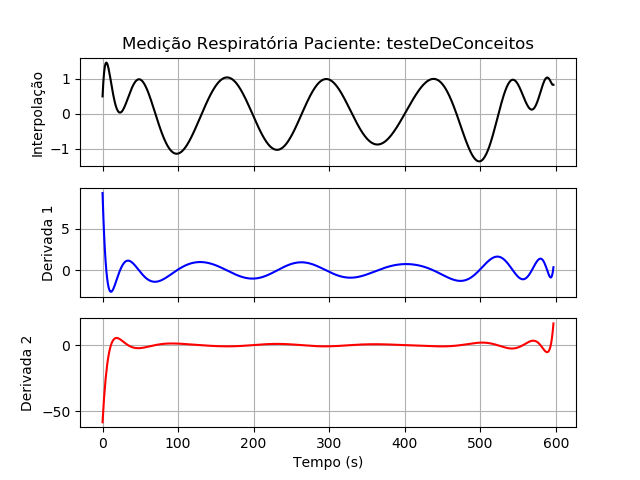 Medição Respiratória Paciente: testeDeConceitos
Interpolação
1
0
−1
Derivada 1
5
0
Derivada 2
0
−50
0 100 200 300 400 500 600
Tempo (s)